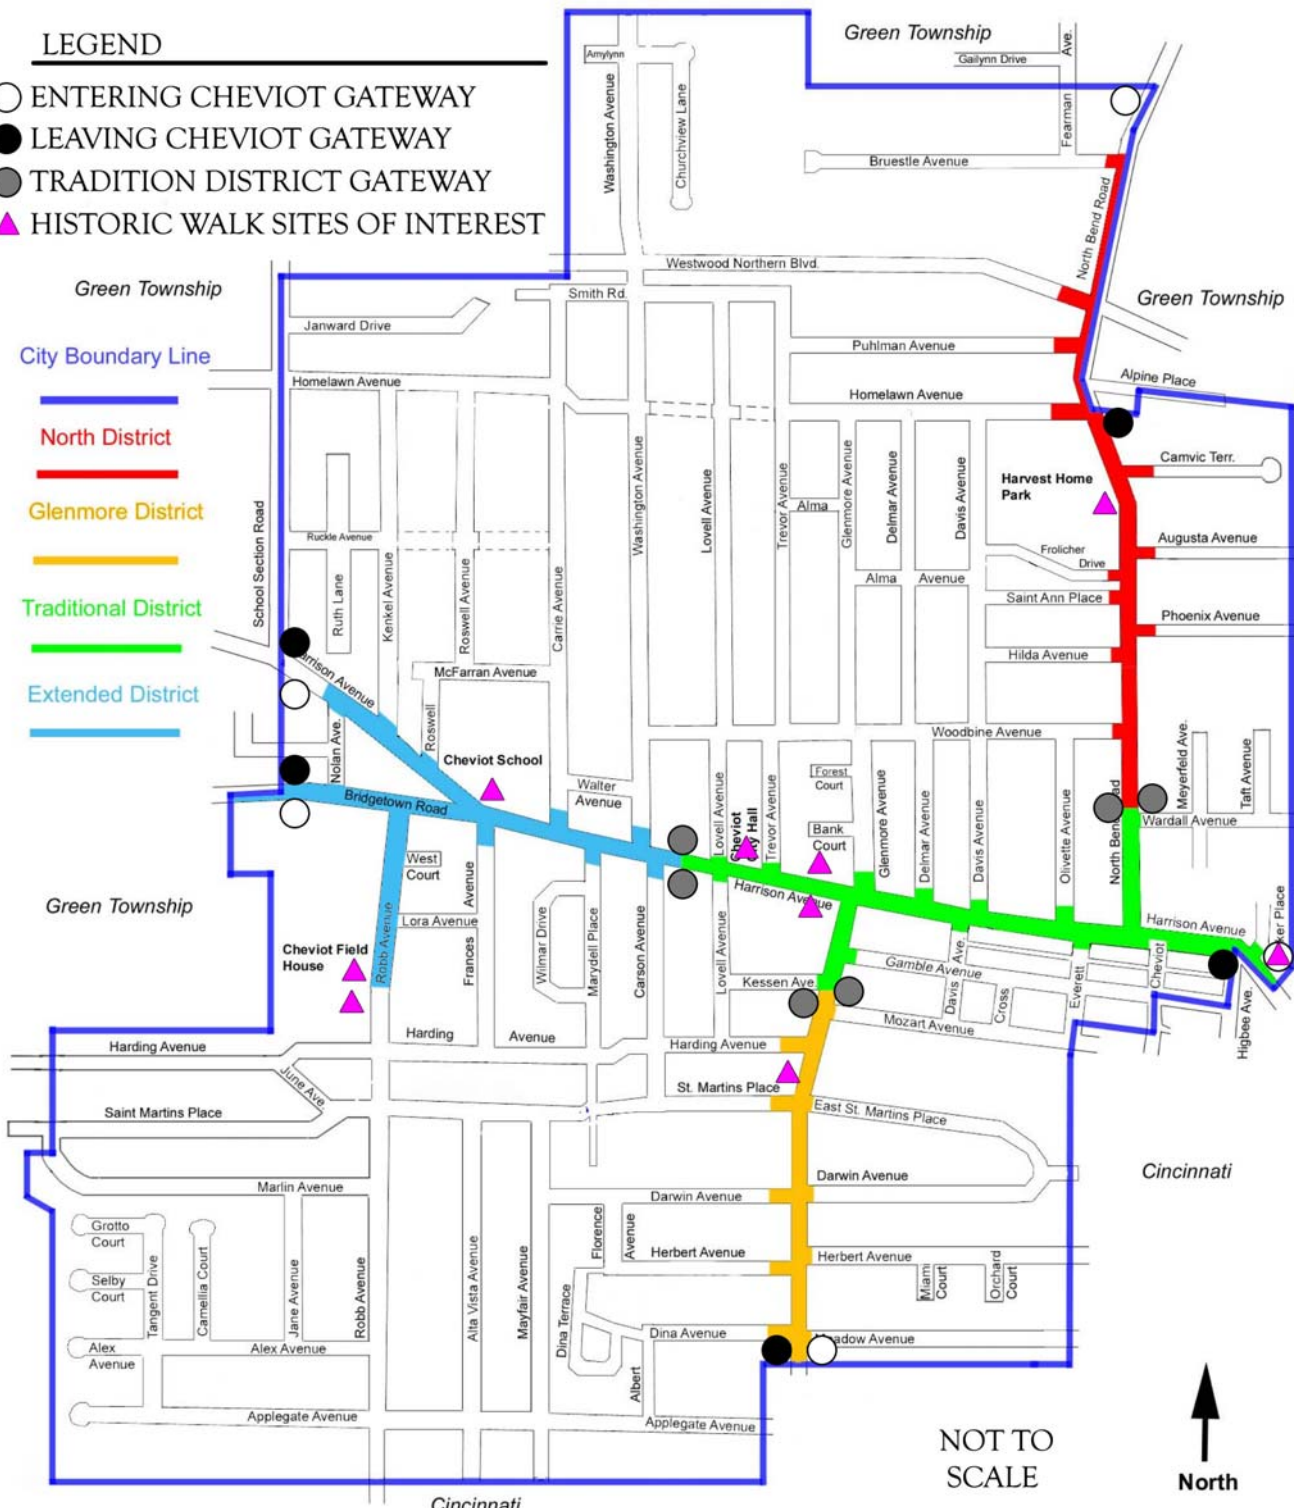 LEGEND
ENTERING CHEVIOT GATEWAY
LEAVING CHEVIOT GATEWAY
TRADITION DISTRICT GATEWAY
HISTORIC WALK SITES OF INTEREST
Green Township
City Boundary Line
North District
Glenmore District
Traditional District
Extended District
Green Township
Gailynn Drive
Fearman Ave.
Amylynn
Washington Avenue
Churchview Lane
Bruestle Avenue
North Bend Road
Westwood Northern Blvd.
Smith Rd.
Green Township
Janward Drive
Puhlman Avenue
Homelawn Avenue
Homelawn Avenue
Alpine Place
Camvic Terr.
Harvest Home
Park
School Section Road
Washington Avenue
Lovell Avenue
Trevor Avenue
Alma
Glenmore Avenue
Delmar Avenue
Davis Avenue
Ruckle Avenue
Ruth Lane
Kenkel Avenue
Roswell Avenue
Carrie Avenue
Frolicher
Drive
Augusta Avenue
Alma Avenue
Saint Ann Place
Phoenix Avenue
Hilda Avenue
arrison Avenue
McFarran Avenue
Roswell
Nolan Ave.
Woodbine Avenue
Cheviot School
Walter
Avenue
Bridgetown Road
Lovell Avenue
Cheviot
City Hall
Trevor Avenue
Forest
Court
Bank
Court
Glenmore Avenue
Delmar Avenue
Davis Avenue
Olivette Avenue
North Bend Road
Meyerfeld Ave.
Taft Avenue
Wardall Avenue
West
Court
Harrison Avenue
Harrison Avenue
ker Place
Green Township
Lora Avenue
Frances Avenue
Robb Avenue
Cheviot Field
House
Wilmar Drive
Marydell Place
Carson Avenue
Lovell Avenue
Kessen Ave.
Gamble Avenue
Davis Ave.
Cross
Everett
Cheviot
Higbee Ave.
Mozart Avenue
Harding Avenue
Harding Avenue
Harding Avenue
June Ave.
St. Martins Place
East St. Martins Place
Saint Martins Place
Cincinnati
Marlin Avenue
Darwin Avenue
Darwin Avenue
Grotto
Court
Selby
Court
Alex
Avenue
Tangent Drive
Camellia Court
Jane Avenue
Robb Avenue
Alta Vista Avenue
Mayfair Avenue
Florence Avenue
Herbert Avenue
Herbert Avenue
Miami
Court
Orchard
Court
Dina Terrace
Dina Avenue
eadow Avenue
Alex Avenue
Albert
Applegate Avenue
Applegate Avenue
NOT TO
SCALE
North
Cincinnati